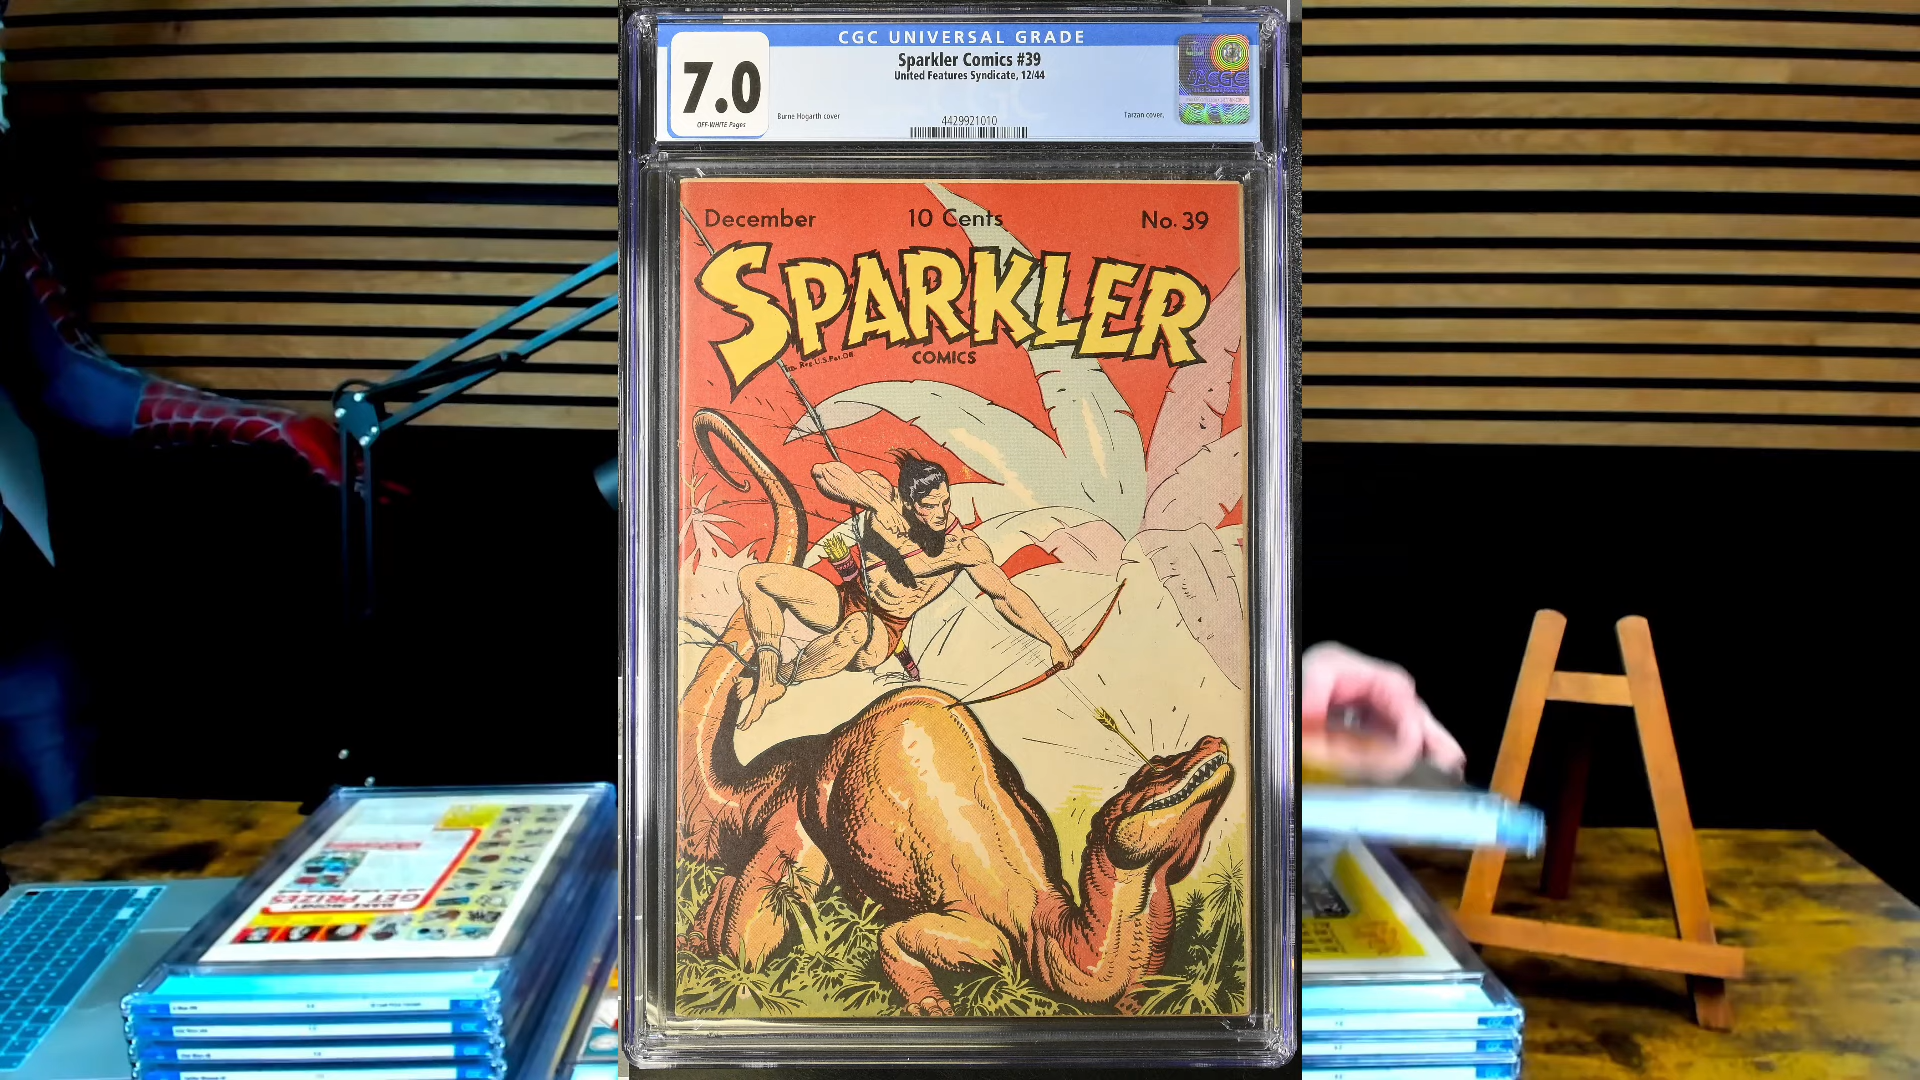 CGC UNIVERSAL GRADE
Sparkler Comics #39
United Features Syndicate, 12/44
7.0
OFF-WHITE Pages
Burne Hogarth cover
4429921010
Tarzan cover.
CGC
December 10 Cents No. 39
SPARKLER
Reg. U.S. Pat. Off
COMICS
GET PRIZES